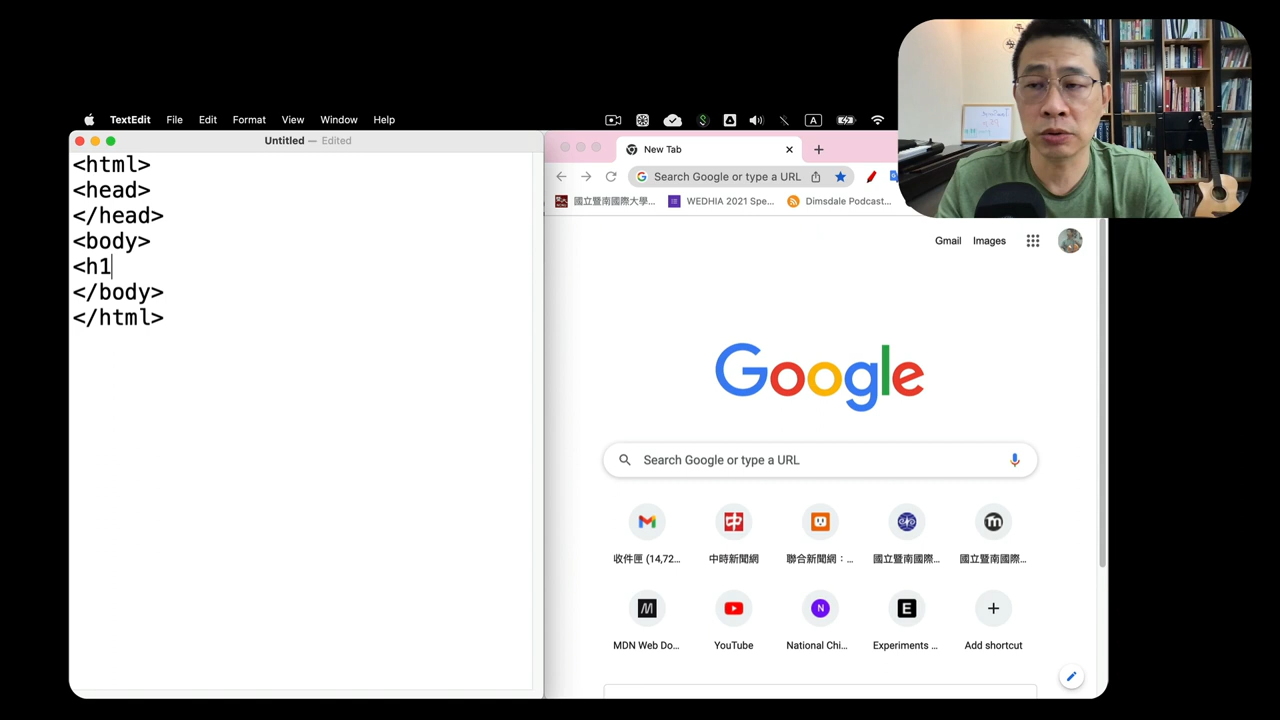 TextEdit File Edit Format View Window Help
A
Untitled — Edited
<html>
<head>
</head>
<body>
<h1
</body>
</html>
New Tab
Search Google or type a URL
國立暨南國際大學... WEDHIA 2021 Spe... Dimsdale Podcast...
Gmail Images
Google
Search Google or type a URL
收件匣 (14,72... 中時新聞網 聯合新聞網：... 國立暨南國際... 國立暨南國際...
MDN Web Do... YouTube National Chi... Experiments ... Add shortcut